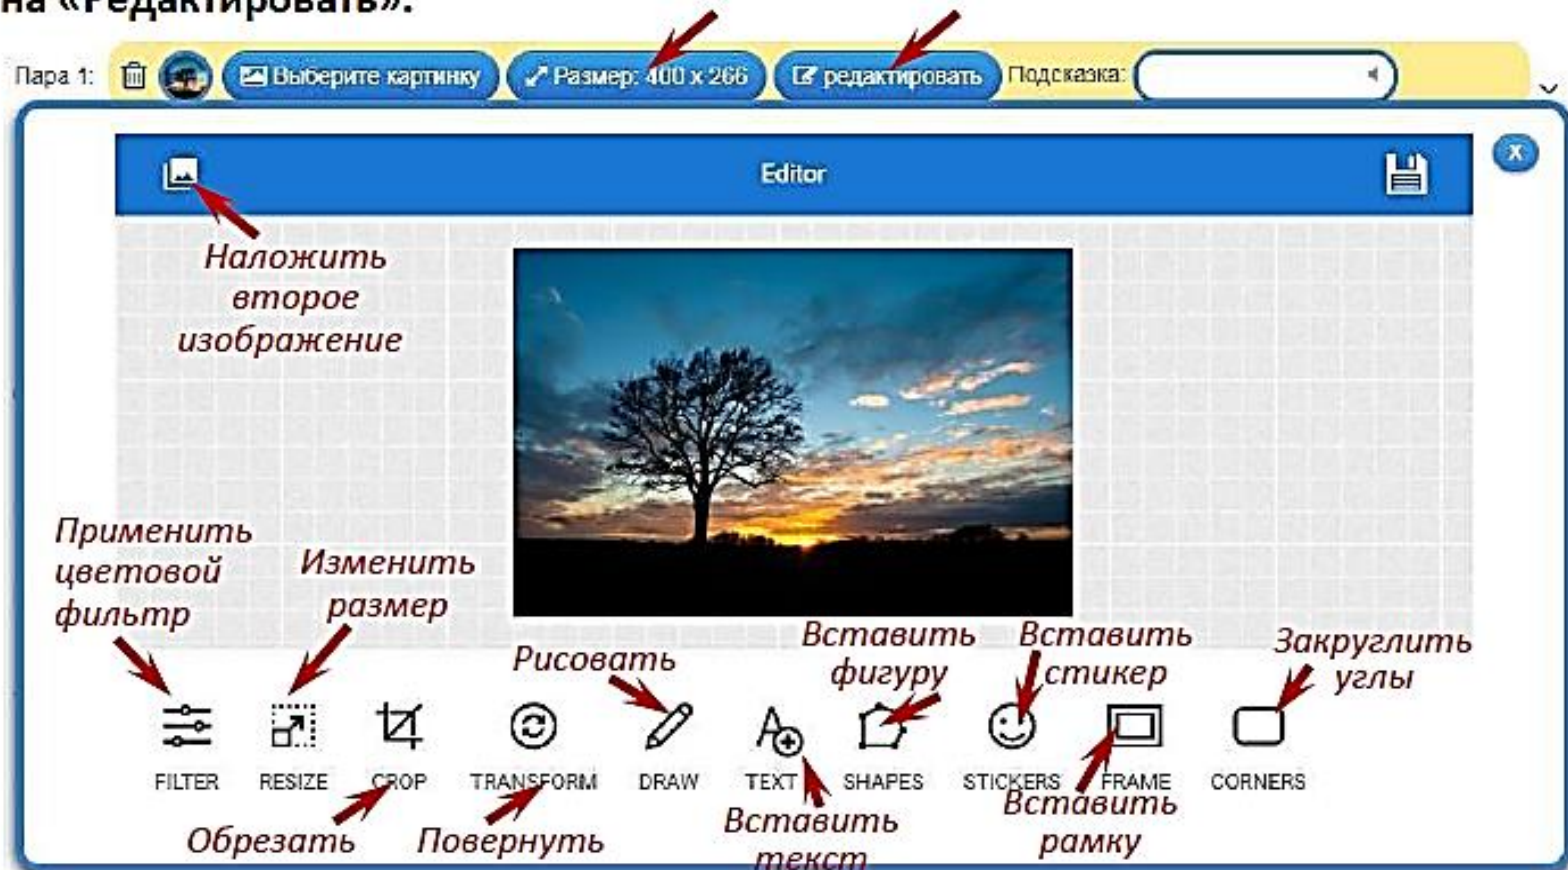 на «Редактировать».
Пара 1: Выберите картинку Размер: 400 x 266 редактировать Подсказка:
X
Editor
Наложить
второе
изображение
Применить
цветовой
фильтр
Изменить
размер
Рисовать
Вставить
фигуру
Вставить
стикер
Закруглить
углы
FILTER RESIZE CROP TRANSFORM DRAW TEXT SHAPES STICKERS FRAME CORNERS
Обрезать
Повернуть
Вставить
текст
Вставить
рамку